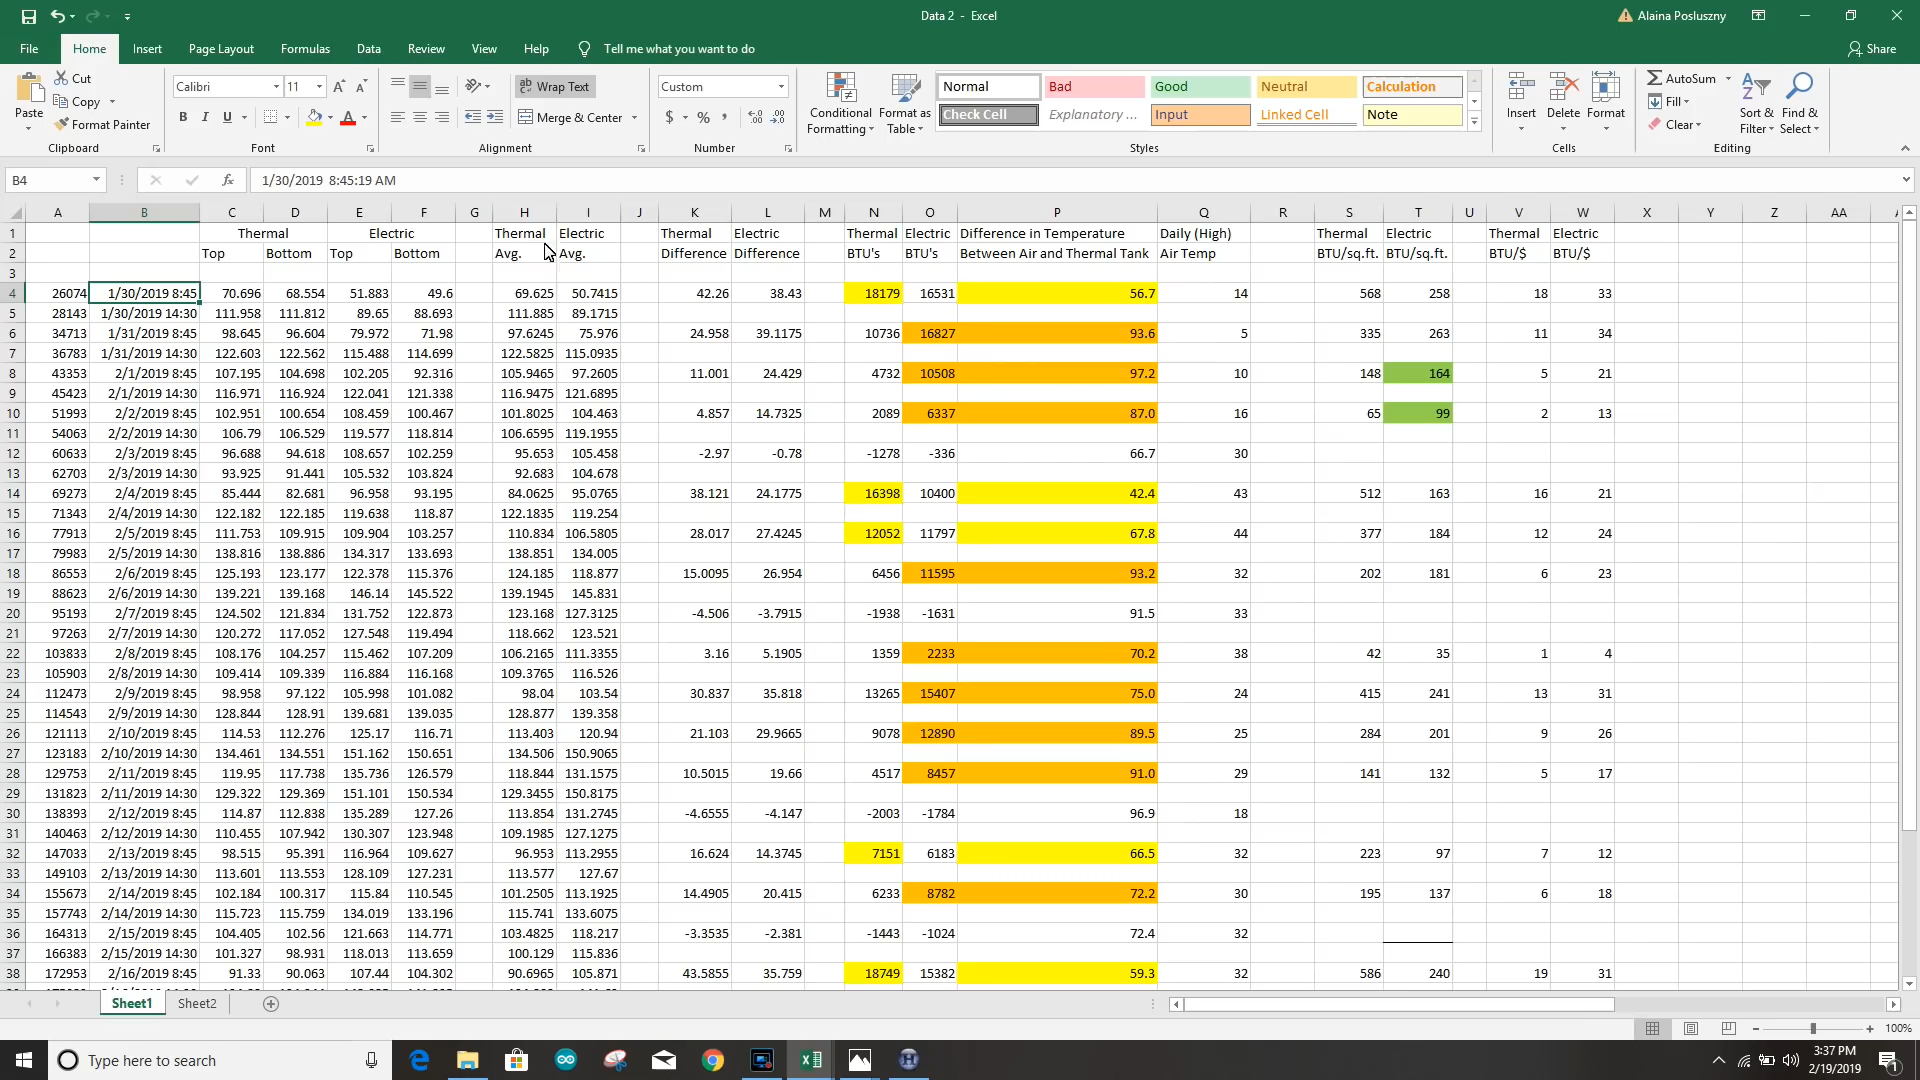 Data 2 - Excel
Alaina Posluszny
File Home Insert Page Layout Formulas Data Review View Help Tell me what you want to do
Share
Cut
Copy
Format Painter
Paste
Clipboard
Calibri 11
B I U
Font
Wrap Text
Merge & Center
Alignment
Custom
$ % ,
Number
Conditional Formatting
Format as Table
Normal Bad Good Neutral Calculation
Check Cell Explanatory ... Input Linked Cell Note
Styles
Insert Delete Format
Cells
AutoSum
Fill
Clear
Sort & Filter
Find & Select
Editing
B4 fx 1/30/2019 8:45:19 AM
A B C D E F G H I J K L M N O P Q R S T U V W X Y Z AA
1 Thermal Electric Thermal Electric Thermal Electric Thermal Electric Difference in Temperature Daily (High) Thermal Electric Thermal Electric
2 Top Bottom Top Bottom Avg. Avg. Difference Difference BTU's BTU's Between Air and Thermal Tank Air Temp BTU/sq.ft. BTU/sq.ft. BTU/$ BTU/$
3
4 26074 1/30/2019 8:45 70.696 68.554 51.883 49.6 69.625 50.7415 42.26 38.43 18179 16531 56.7 14 568 258 18 33
5 28143 1/30/2019 14:30 111.958 111.812 89.65 88.693 111.885 89.1715
6 34713 1/31/2019 8:45 98.645 96.604 79.972 71.98 97.6245 75.976 24.958 39.1175 10736 16827 93.6 5 335 263 11 34
7 36783 1/31/2019 14:30 122.603 122.562 115.488 114.699 122.5825 115.0935
8 43353 2/1/2019 8:45 107.195 104.698 102.205 92.316 105.9465 97.2605 11.001 24.429 4732 10508 97.2 10 148 164 5 21
9 45423 2/1/2019 14:30 116.971 116.924 122.041 121.338 116.9475 121.6895
10 51993 2/2/2019 8:45 102.951 100.654 108.459 100.467 101.8025 104.463 4.857 14.7325 2089 6337 87.0 16 65 99 2 13
11 54063 2/2/2019 14:30 106.79 106.529 119.577 118.814 106.6595 119.1955
12 60633 2/3/2019 8:45 96.688 94.618 108.657 102.259 95.653 105.458 -2.97 -0.78 -1278 -336 66.7 30
13 62703 2/3/2019 14:30 93.925 91.441 105.532 103.824 92.683 104.678
14 69273 2/4/2019 8:45 85.444 82.681 96.958 93.195 84.0625 95.0765 38.121 24.1775 16398 10400 42.4 43 512 163 16 21
15 71343 2/4/2019 14:30 122.182 122.185 119.638 118.87 122.1835 119.254
16 77913 2/5/2019 8:45 111.753 109.915 109.904 103.257 110.834 106.5805 28.017 27.4245 12052 11797 67.8 44 377 184 12 24
17 79983 2/5/2019 14:30 138.816 138.886 134.317 133.693 138.851 134.005
18 86553 2/6/2019 8:45 125.193 123.177 122.378 115.376 124.185 118.877 15.0095 26.954 6456 11595 93.2 32 202 181 6 23
19 88623 2/6/2019 14:30 139.221 139.168 146.14 145.522 139.1945 145.831
20 95193 2/7/2019 8:45 124.502 121.834 131.752 122.873 123.168 127.3125 -4.506 -3.7915 -1938 -1631 91.5 33
21 97263 2/7/2019 14:30 120.272 117.052 127.548 119.494 118.662 123.521
22 103833 2/8/2019 8:45 108.176 104.257 115.462 107.209 106.2165 111.3355 3.16 5.1905 1359 2233 70.2 38 42 35 1 4
23 105903 2/8/2019 14:30 109.414 109.339 116.884 116.168 109.3765 116.526
24 112473 2/9/2019 8:45 98.958 97.122 105.998 101.082 98.04 103.54 30.837 35.818 13265 15407 75.0 24 415 241 13 31
25 114543 2/9/2019 14:30 128.844 128.91 139.681 139.035 128.877 139.358
26 121113 2/10/2019 8:45 114.53 112.276 125.17 116.71 113.403 120.94 21.103 29.9665 9078 12890 89.5 25 284 201 9 26
27 123183 2/10/2019 14:30 134.461 134.551 151.162 150.651 134.506 150.9065
28 129753 2/11/2019 8:45 119.95 117.738 135.736 126.579 118.844 131.1575 10.5015 19.66 4517 8457 91.0 29 141 132 5 17
29 131823 2/11/2019 14:30 129.322 129.369 151.101 150.534 129.3455 150.8175
30 138393 2/12/2019 8:45 114.87 112.838 135.289 127.26 113.854 131.2745 -4.6555 -4.147 -2003 -1784 96.9 18
31 140463 2/12/2019 14:30 110.455 107.942 130.307 123.948 109.1985 127.1275
32 147033 2/13/2019 8:45 98.515 95.391 116.964 109.627 96.953 113.2955 16.624 14.3745 7151 6183 66.5 32 223 97 7 12
33 149103 2/13/2019 14:30 113.601 113.553 128.109 127.231 113.577 127.67
34 155673 2/14/2019 8:45 102.184 100.317 115.84 110.545 101.2505 113.1925 14.4905 20.415 6233 8782 72.2 30 195 137 6 18
35 157743 2/14/2019 14:30 115.723 115.759 134.019 133.196 115.741 133.6075
36 164313 2/15/2019 8:45 104.405 102.56 121.663 114.771 103.4825 118.217 -3.3535 -2.381 -1443 -1024 72.4 32
37 166383 2/15/2019 14:30 101.327 98.931 118.013 113.659 100.129 115.836
38 172953 2/16/2019 8:45 91.33 90.063 107.44 104.302 90.6965 105.871 43.5855 35.759 18749 15382 59.3 32 586 240 19 31
Sheet1 Sheet2
100%
Type here to search
3:37 PM
2/19/2019